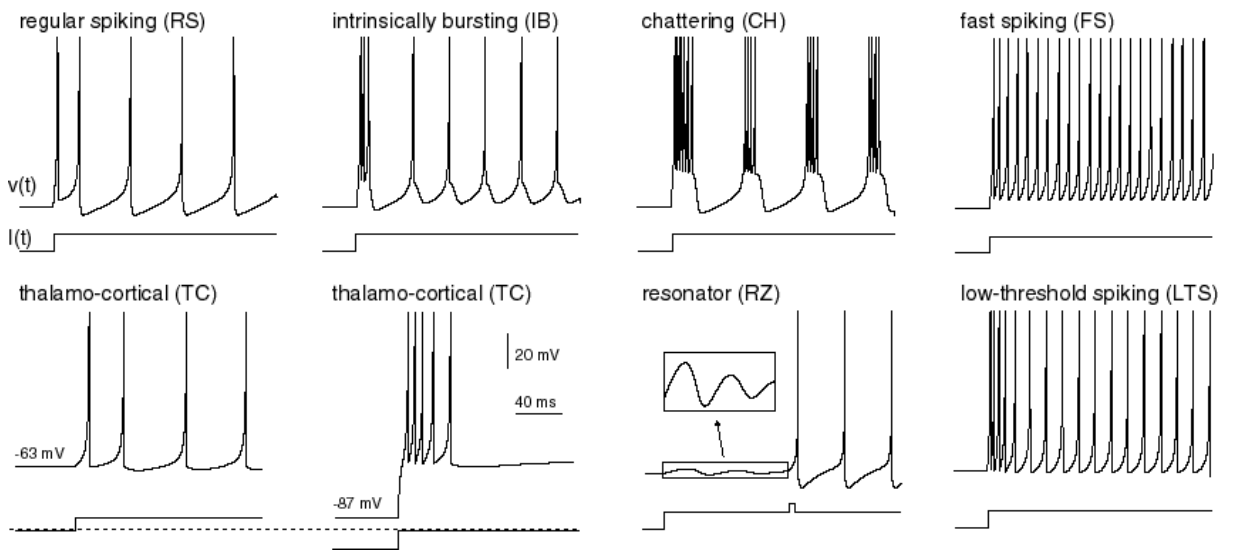 regular spiking (RS)
intrinsically bursting (IB)
chattering (CH)
fast spiking (FS)
v(t)
I(t)
thalamo-cortical (TC)
thalamo-cortical (TC)
resonator (RZ)
low-threshold spiking (LTS)
20 mV
40 ms
-63 mV
-87 mV